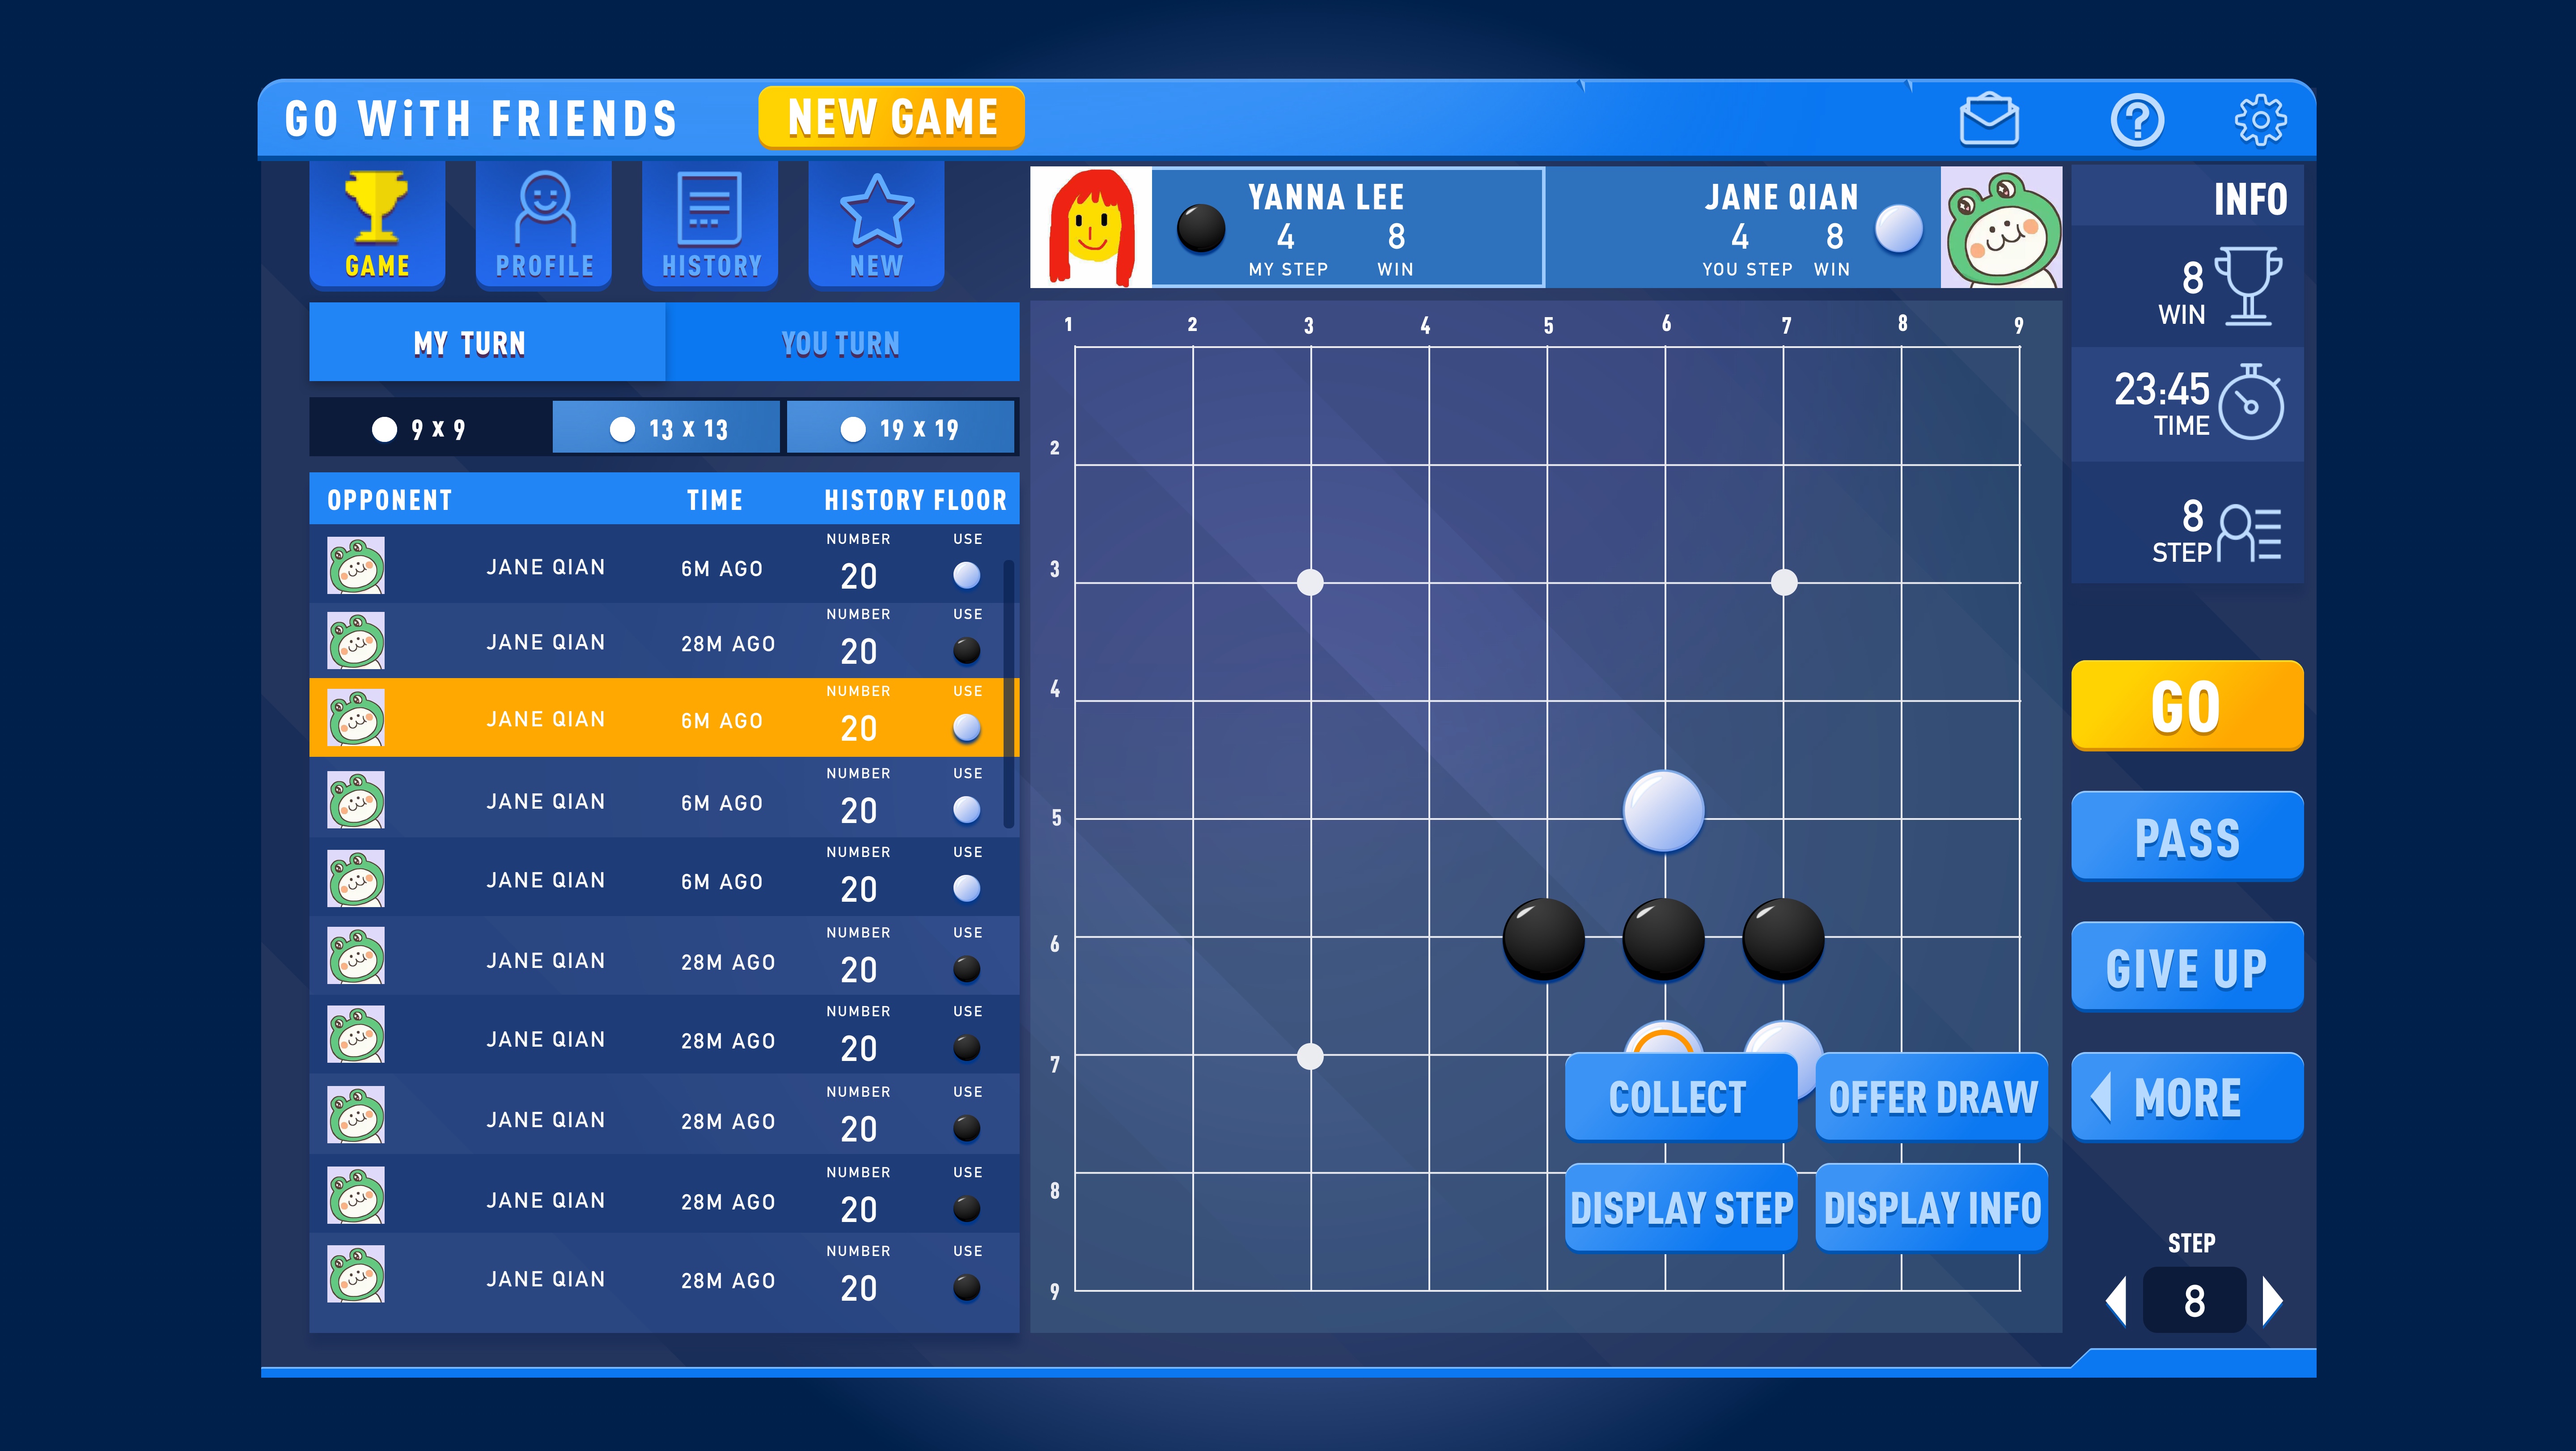 GO WiTH FRIENDS
NEW GAME
GAME
PROFILE
HISTORY
NEW
YANNA LEE
4 8
MY STEP WIN
JANE QIAN
4 8
YOU STEP WIN
INFO
8
WIN
23:45
TIME
8
STEP
MY TURN
YOU TURN
9 X 9
13 X 13
19 X 19
OPPONENT TIME HISTORY FLOOR
NUMBER USE
JANE QIAN 6M AGO 20
NUMBER USE
JANE QIAN 28M AGO 20
NUMBER USE
JANE QIAN 6M AGO 20
NUMBER USE
JANE QIAN 6M AGO 20
NUMBER USE
JANE QIAN 6M AGO 20
NUMBER USE
JANE QIAN 28M AGO 20
NUMBER USE
JANE QIAN 28M AGO 20
NUMBER USE
JANE QIAN 28M AGO 20
NUMBER USE
JANE QIAN 28M AGO 20
NUMBER USE
JANE QIAN 28M AGO 20
1 2 3 4 5 6 7 8 9
2
3
4
5
6
7
8
9
COLLECT
OFFER DRAW
DISPLAY STEP
DISPLAY INFO
GO
PASS
GIVE UP
MORE
STEP
8